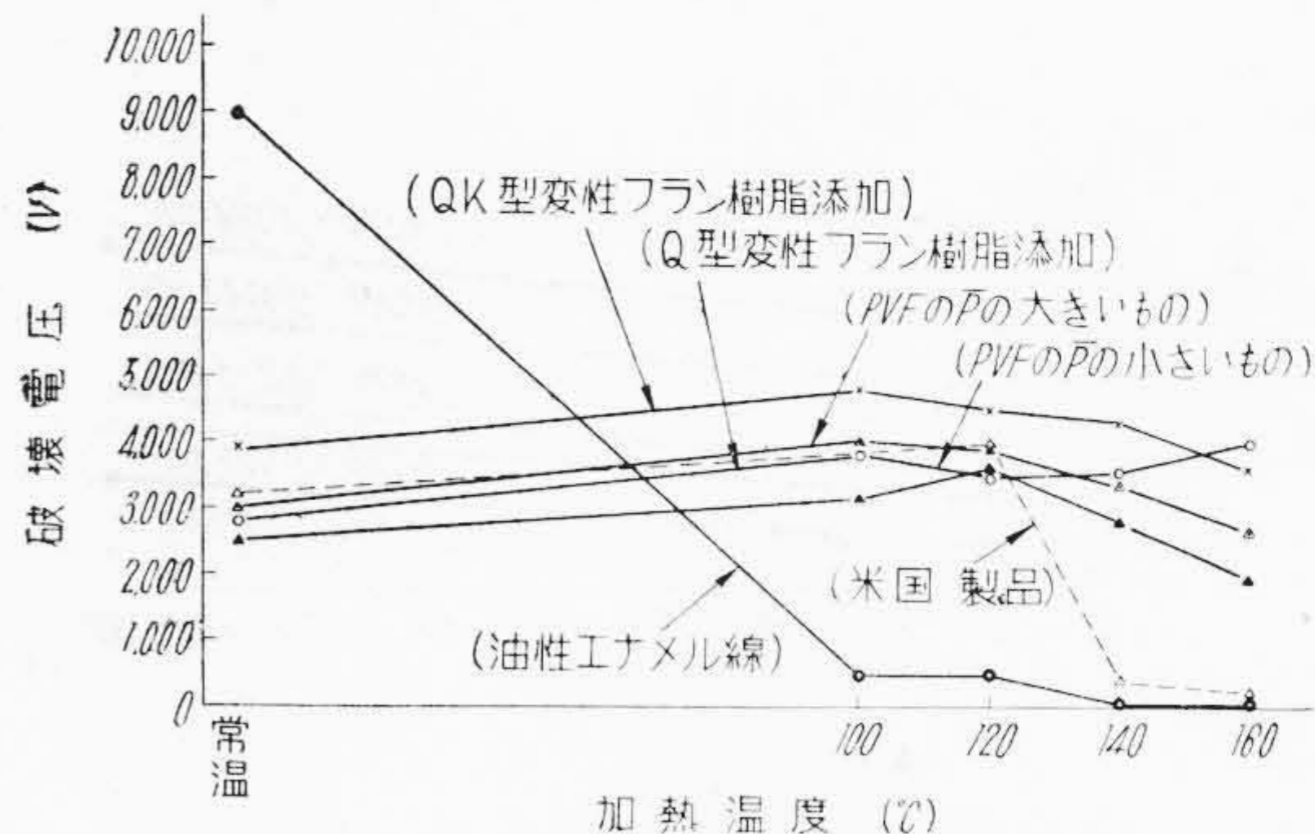 10,000
9,000
8,000
7,000
6,000
5,000
4,000
3,000
2,000
1,000
0
破壊電圧 (V)
(QK型変性フラン樹脂添加)
(Q型変性フラン樹脂添加)
(PVFのP̄の大きいもの)
(PVFのP̄の小さいもの)
(米国製品)
(油性エナメル線)
常温
100 120 140 160
加熱温度 (℃)